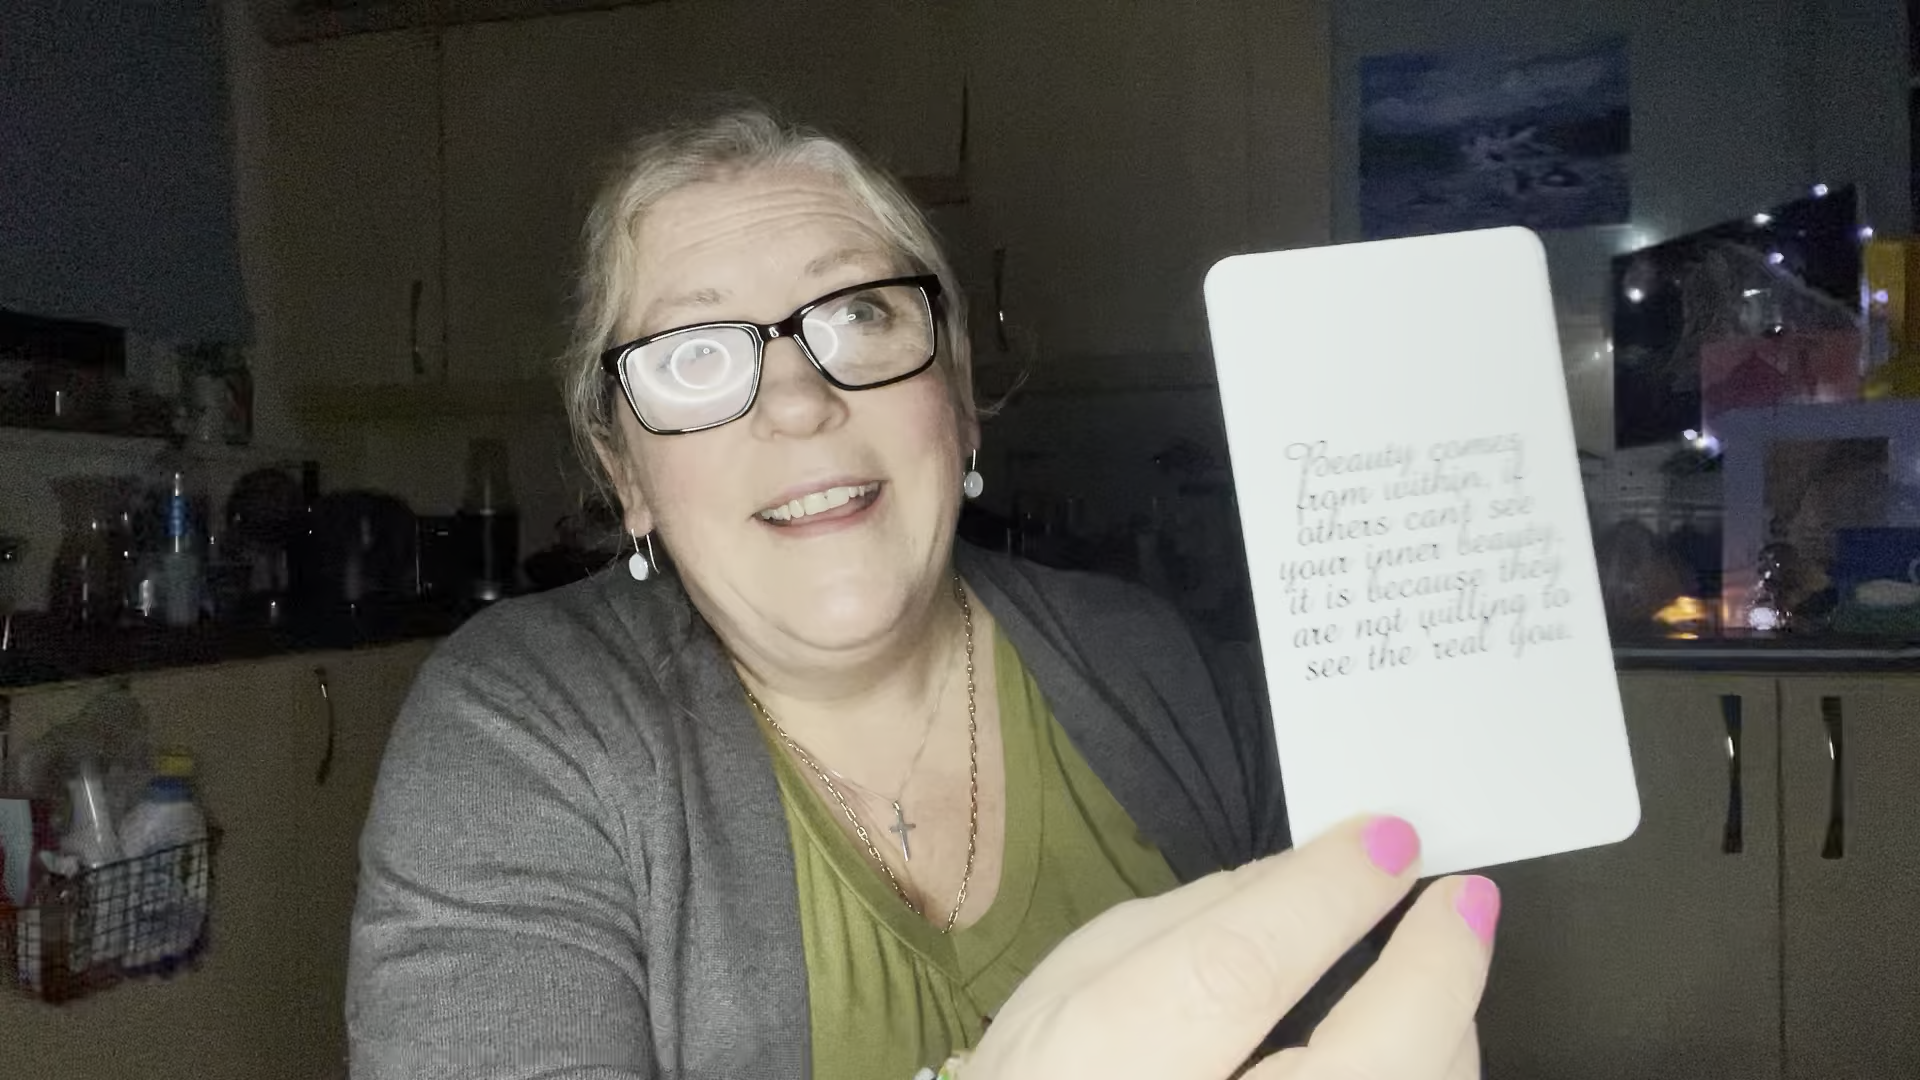 Beauty comes
from within, if
others cant see
your inner beauty,
it is because they
are not willing to
see the real you.